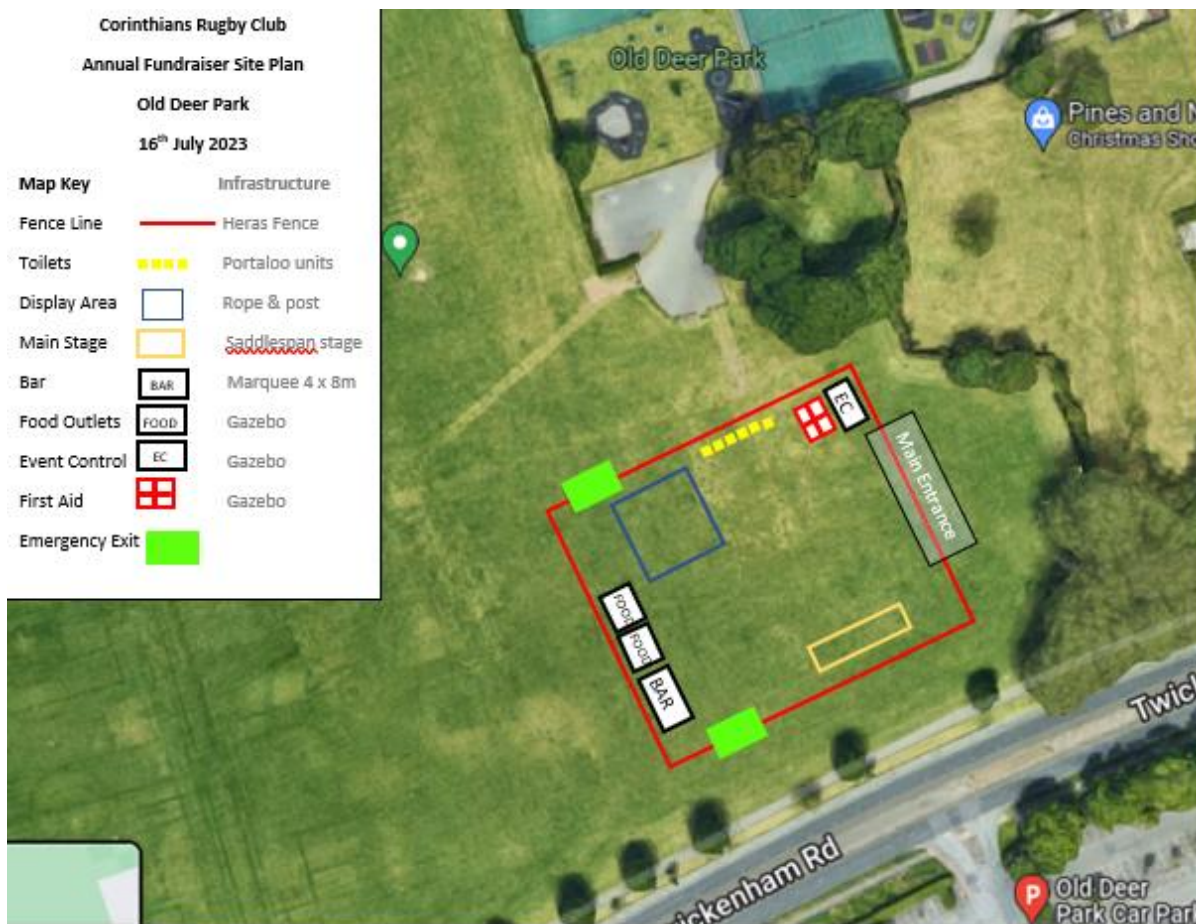 Corinthians Rugby Club
Annual Fundraiser Site Plan
Old Deer Park
16th July 2023
Map Key Infrastructure
Fence Line Heras Fence
Toilets Portaloo units
Display Area Rope & post
Main Stage Saddlespan stage
Bar BAR Marquee 4 x 8m
Food Outlets FOOD Gazebo
Event Control EC Gazebo
First Aid Gazebo
Emergency Exit
Old Deer Park
Pines and N
Christmas Sho
EC
Main Entrance
FOOD
FOOD
BAR
Twick
ickenham Rd
P
Old Deer
Park Car Par